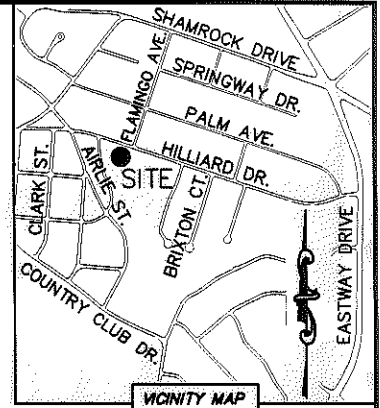 SHAMROCK DRIVE
FLAMINGO AVE.
SPRINGWAY DR.
PALM AVE.
HILLIARD DR.
CLARK ST.
AIRLIE ST
SITE
BRIXTON CT.
EASTWAY DRIVE
COUNTRY CLUB DR.
VICINITY MAP